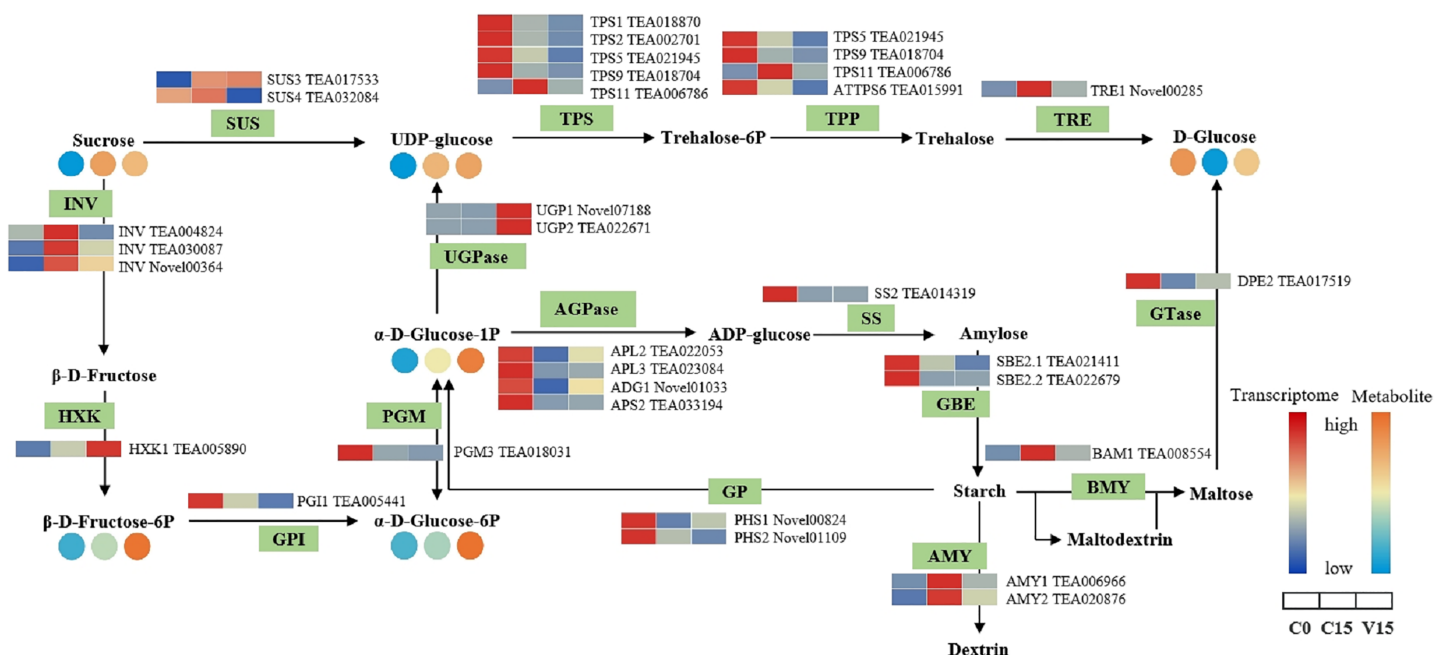 TPS1 TEA018870
TPS2 TEA002701
TPS5 TEA021945
TPS9 TEA018704
TPS11 TEA006786
TPS5 TEA021945
TPS9 TEA018704
TPS11 TEA006786
ATTPS6 TEA015991
SUS3 TEA017533
SUS4 TEA032084
TRE1 Novel00285
SUS
TPS
TPP
TRE
Sucrose
UDP-glucose
Trehalose-6P
Trehalose
D-Glucose
INV
INV TEA004824
INV TEA030087
INV Novel00364
UGP1 Novel07188
UGP2 TEA022671
UGPase
DPE2 TEA017519
GTase
AGPase
SS2 TEA014319
SS
α-D-Glucose-1P
ADP-glucose
Amylose
APL2 TEA022053
APL3 TEA023084
ADG1 Novel01033
APS2 TEA033194
SBE2.1 TEA021411
SBE2.2 TEA022679
GBE
β-D-Fructose
HXK
HXK1 TEA005890
PGM
PGM3 TEA018031
BAM1 TEA008554
Transcriptome
Metabolite
high
low
C0 C15 V15
PGI1 TEA005441
GP
Starch
BMY
Maltose
β-D-Fructose-6P
GPI
α-D-Glucose-6P
PHS1 Novel00824
PHS2 Novel01109
Maltodextrin
AMY
AMY1 TEA006966
AMY2 TEA020876
Dextrin